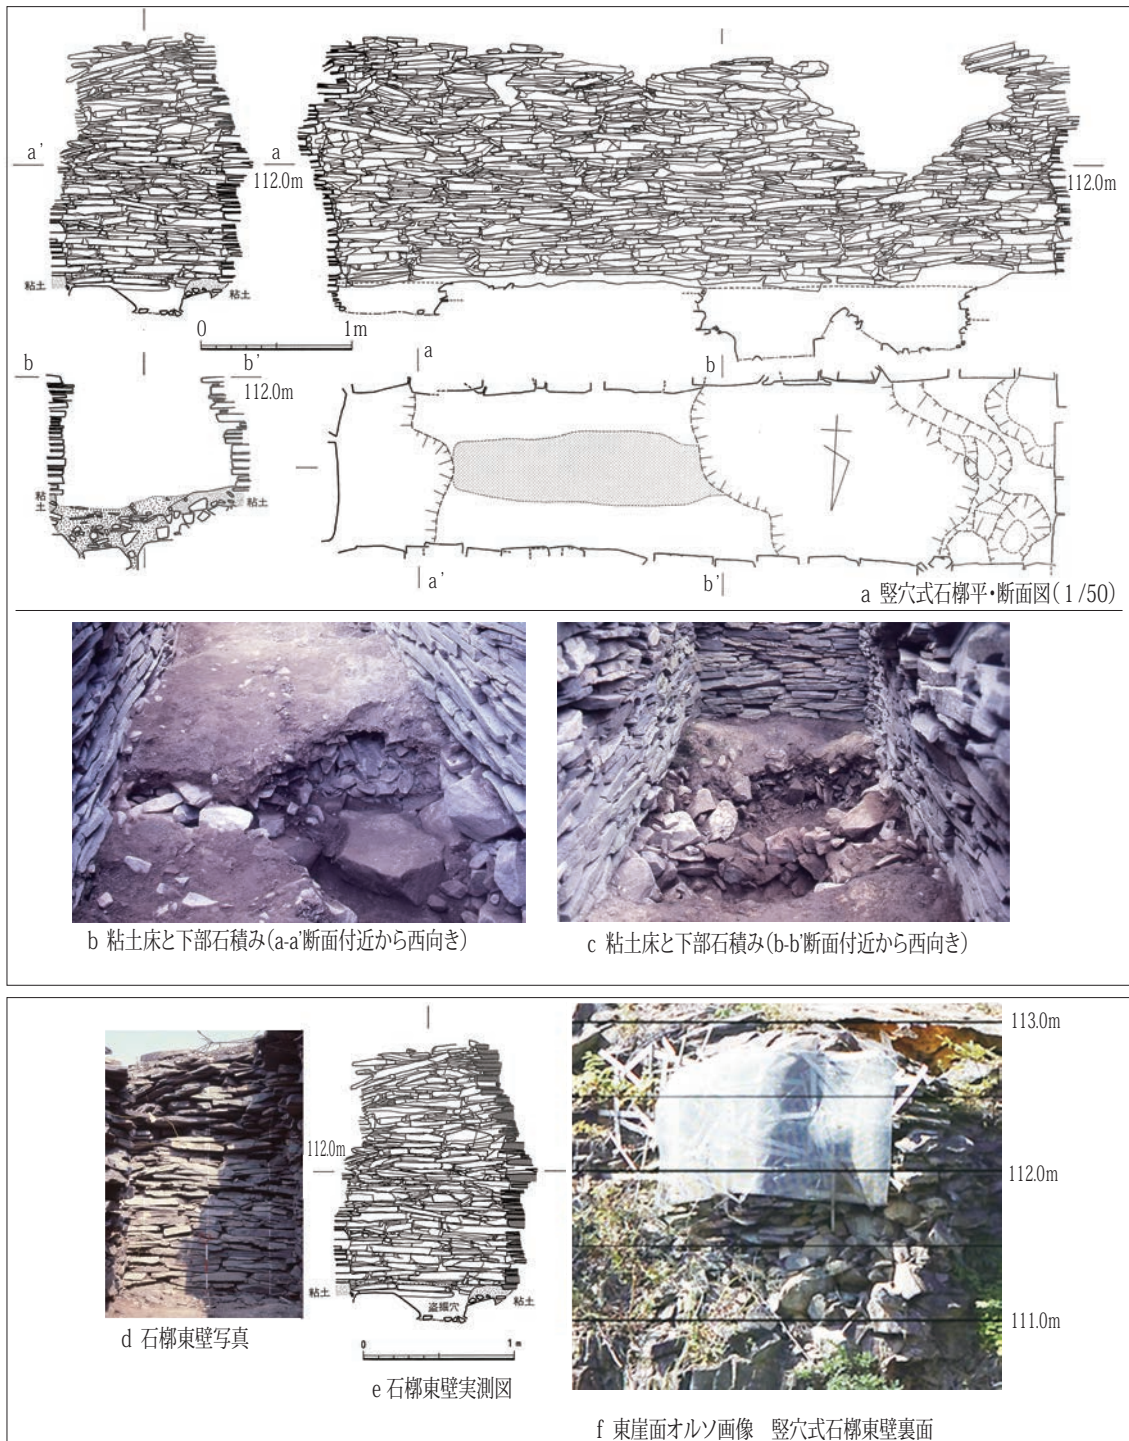 a' a
112.0m 112.0m
粘土 粘土
0 1m
a b
b b'
112.0m
粘土 粘土
a' b'
a 竪穴式石槨平・断面図(1/50)
b 粘土床と下部石積み(a-a'断面付近から西向き)
c 粘土床と下部石積み(b-b'断面付近から西向き)
113.0m
112.0m
112.0m
粘土 盗掘穴 粘土
111.0m
d 石槨東壁写真
0 1m
e 石槨東壁実測図
f 東崖面オルソ画像 竪穴式石槨東壁裏面